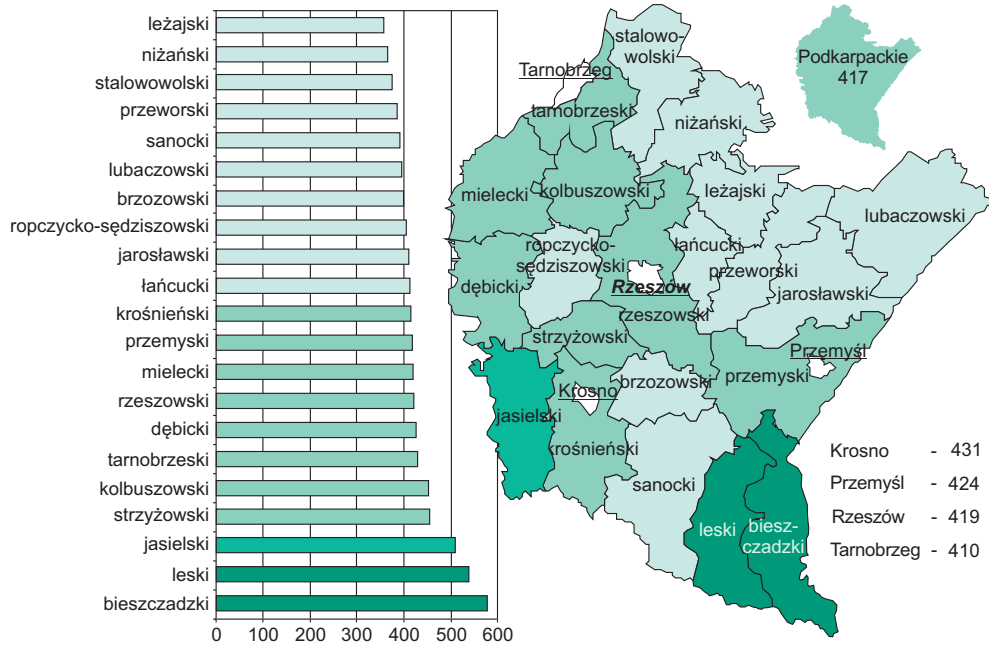 leżajski
niżański
stalowowolski
przeworski
sanocki
lubaczowski
brzozowski
ropczycko-sędziszowski
jarosławski
łańcucki
krośnieński
przemyski
mielecki
rzeszowski
dębicki
tarnobrzeski
kolbuszowski
strzyżowski
jasielski
leski
bieszczadzki
0 100 200 300 400 500 600
stalowo-
wolski
Tarnobrzeg
tarnobrzeski
niżański
mielecki
kolbuszowski
leżajski
lubaczowski
ropczycko-
sędziszowski
łańcucki
przeworski
jarosławski
dębicki
Rzeszów
rzeszowski
strzyżowski
Przemyśl
przemyski
brzozowski
Krosno
jasielski
krośnieński
sanocki
leski
biesz-
czadzki
Podkarpackie
417
Krosno - 431
Przemyśl - 424
Rzeszów - 419
Tarnobrzeg - 410